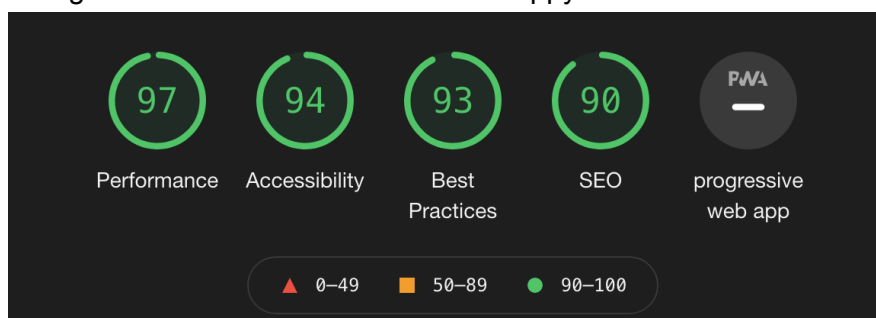 97 94 93 90 PWA
Performance Accessibility Best Practices SEO progressive web app
0–49 50–89 90–100